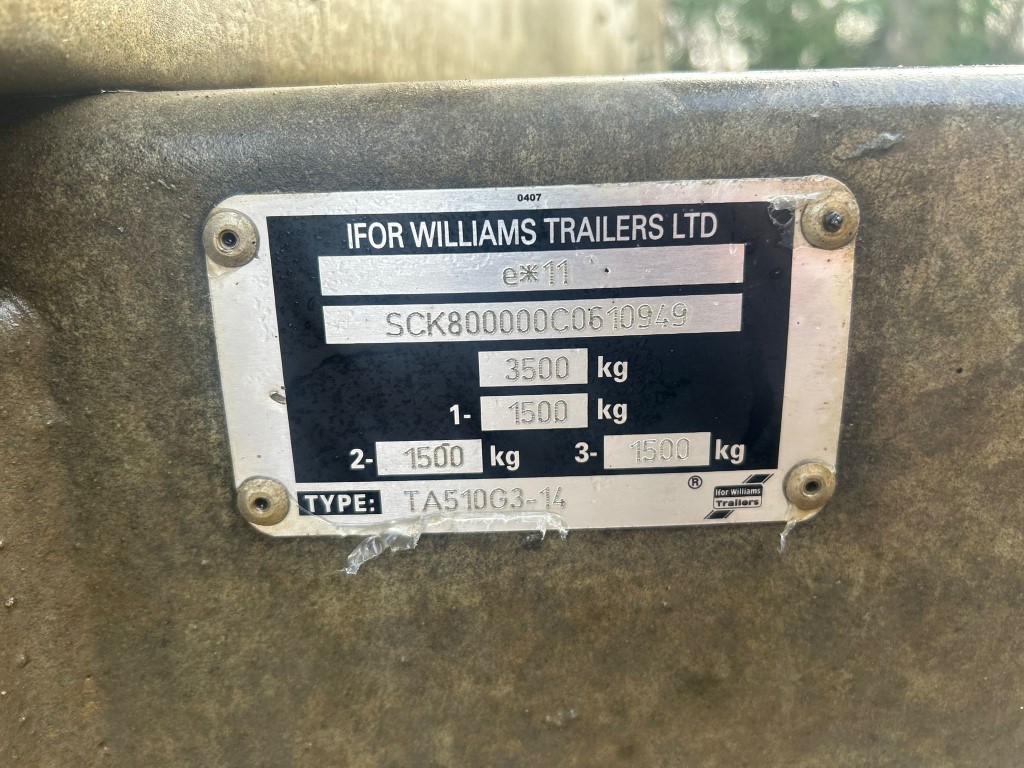 0407
IFOR WILLIAMS TRAILERS LTD
e*11
SCK800000C0610949
3500 kg
1- 1500 kg
2- 1500 kg 3- 1500 kg
TYPE: TA510G3-14 ® Ifor Williams
Trailers